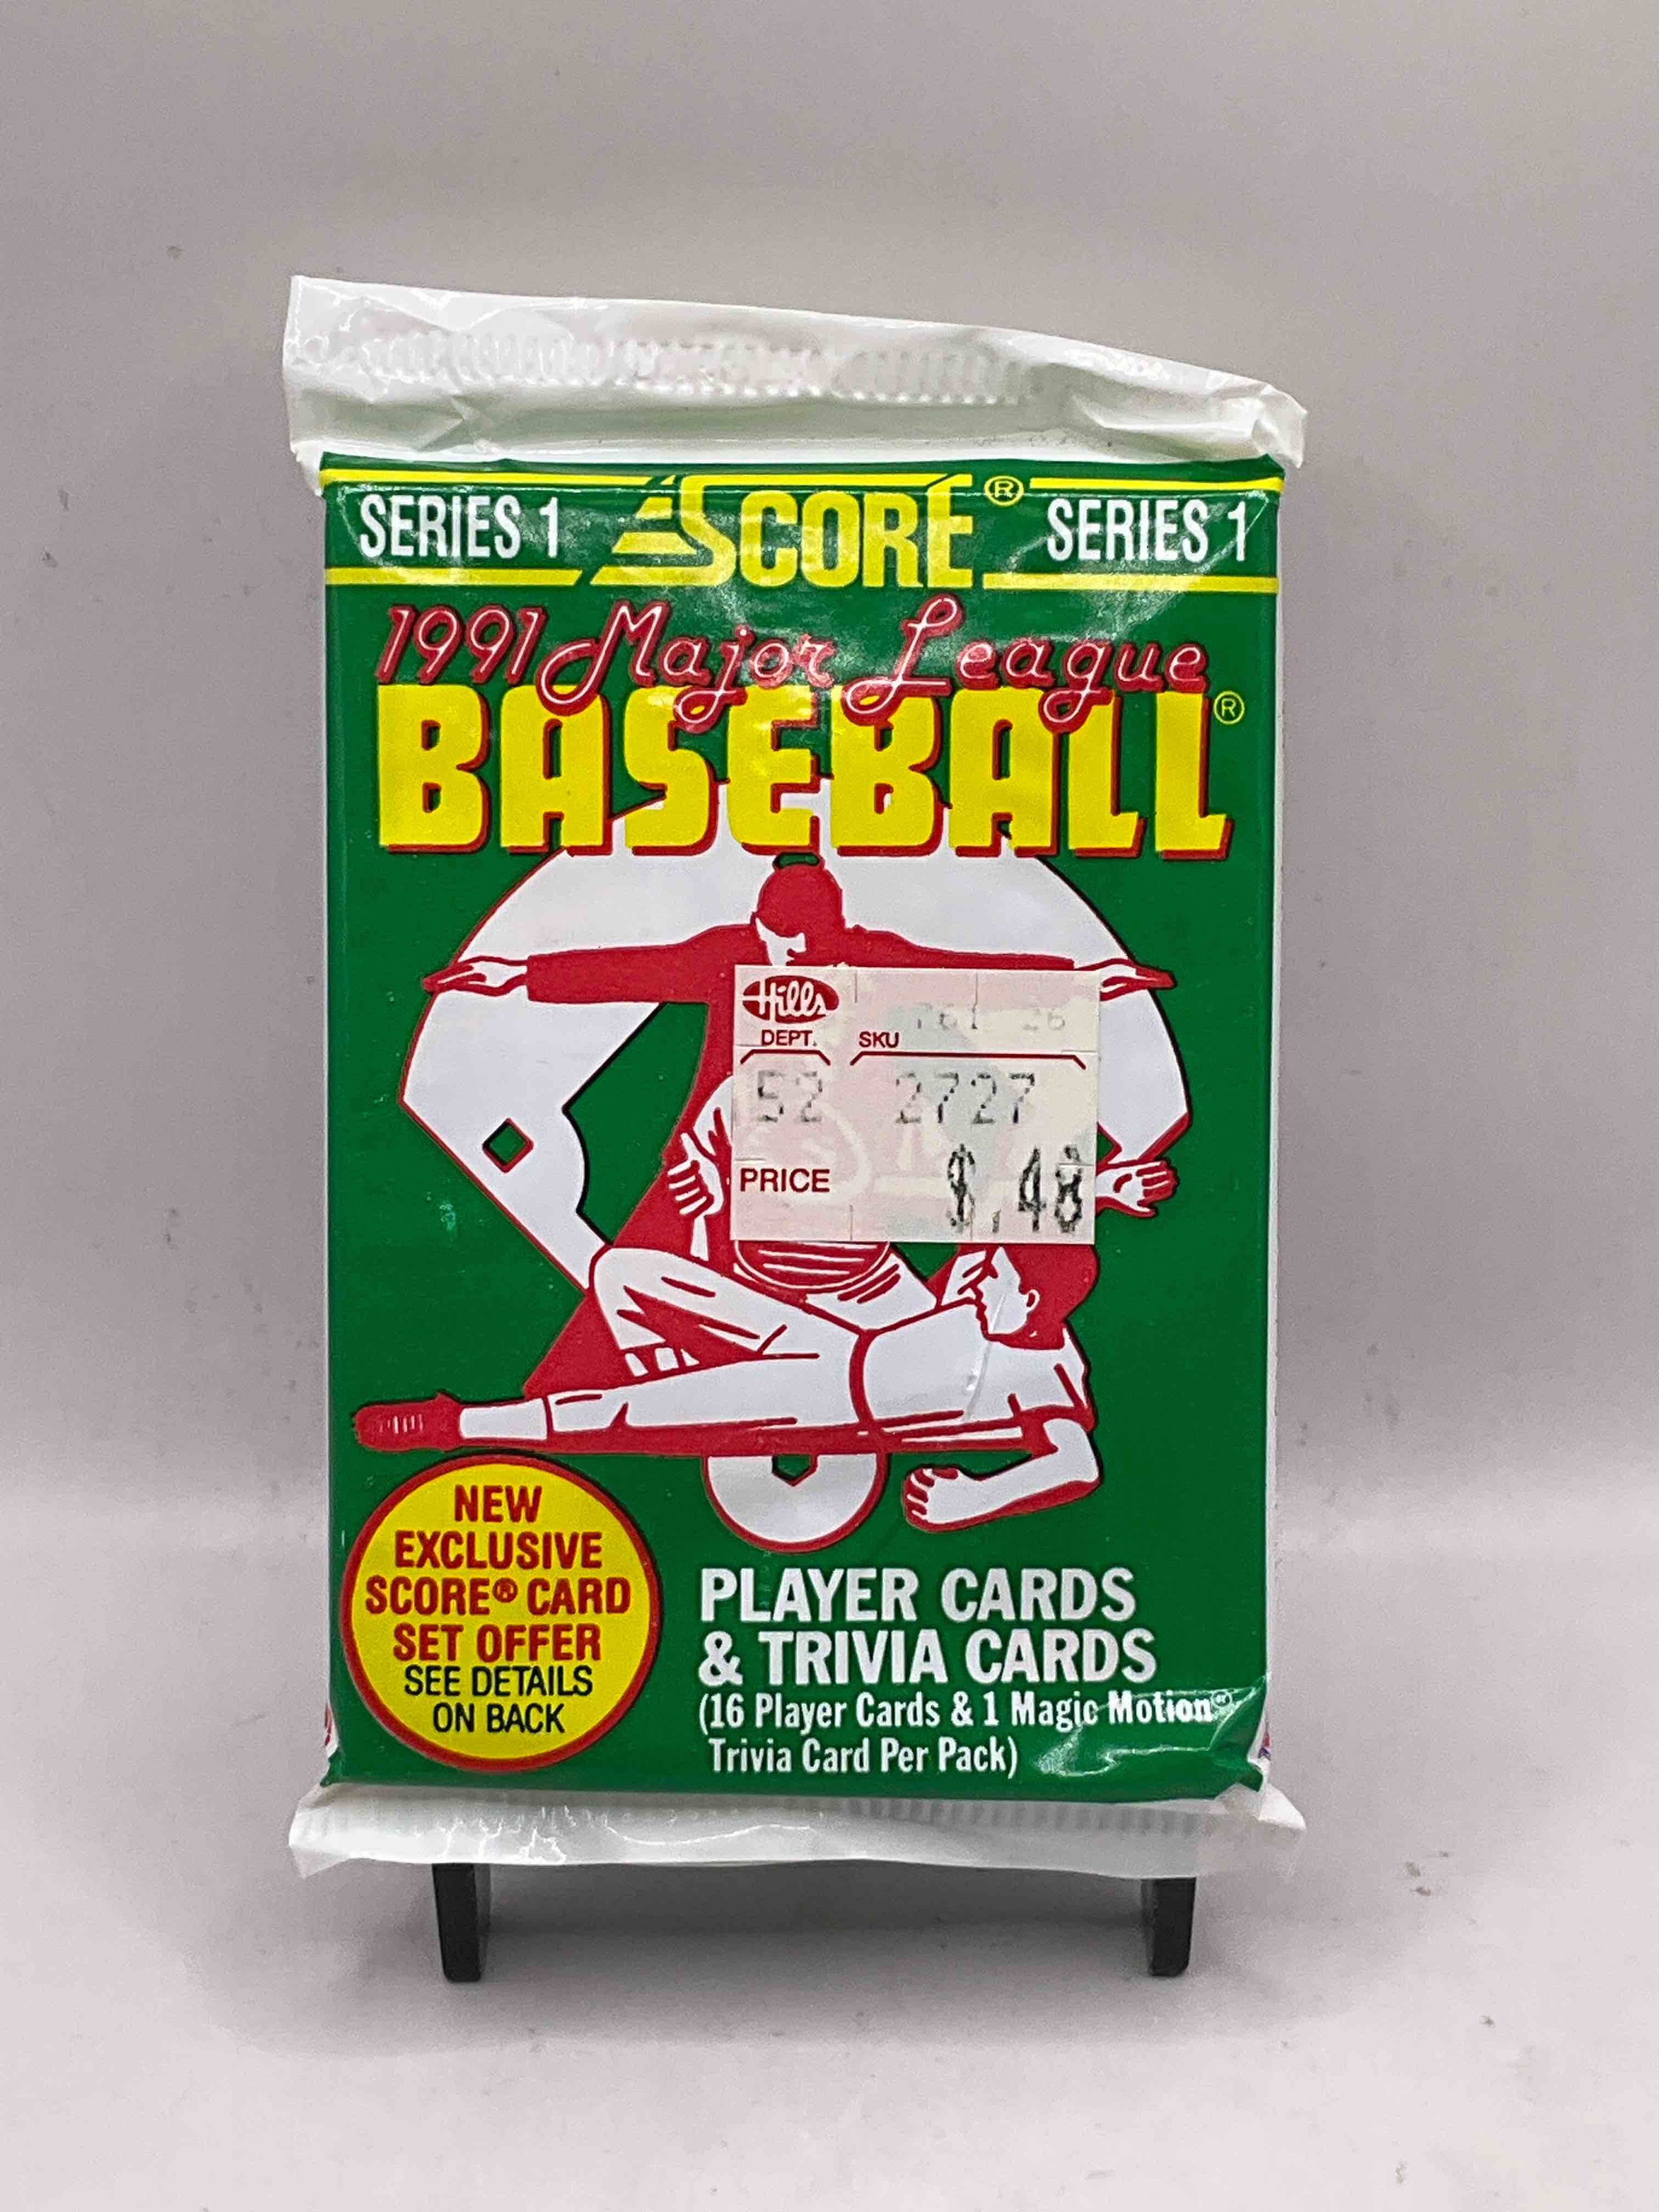 SERIES 1 SCORE® SERIES 1
1991 Major League
BASEBALL®
Hills
DEPT. SKU
52 2727
PRICE $.48
NEW
EXCLUSIVE
SCORE® CARD
SET OFFER
SEE DETAILS
ON BACK
PLAYER CARDS
& TRIVIA CARDS
(16 Player Cards & 1 Magic Motion®
Trivia Card Per Pack)